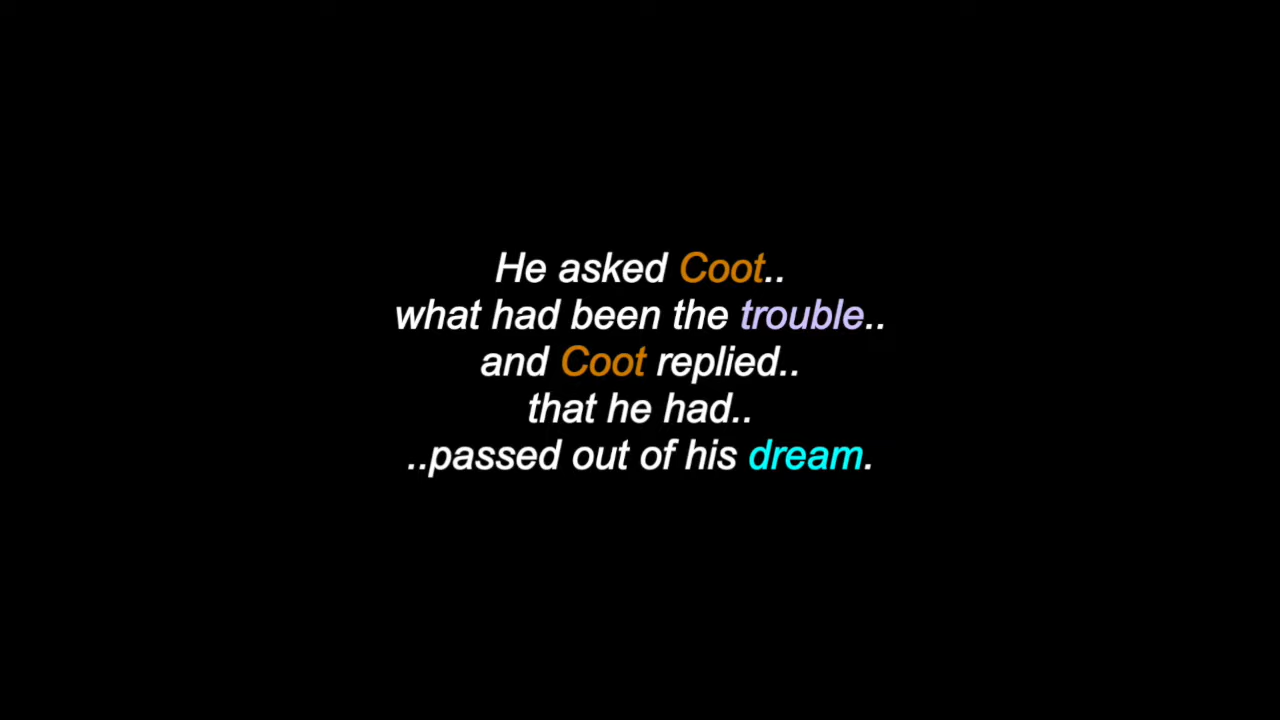 He asked Coot..
what had been the trouble..
and Coot replied..
that he had..
..passed out of his dream.